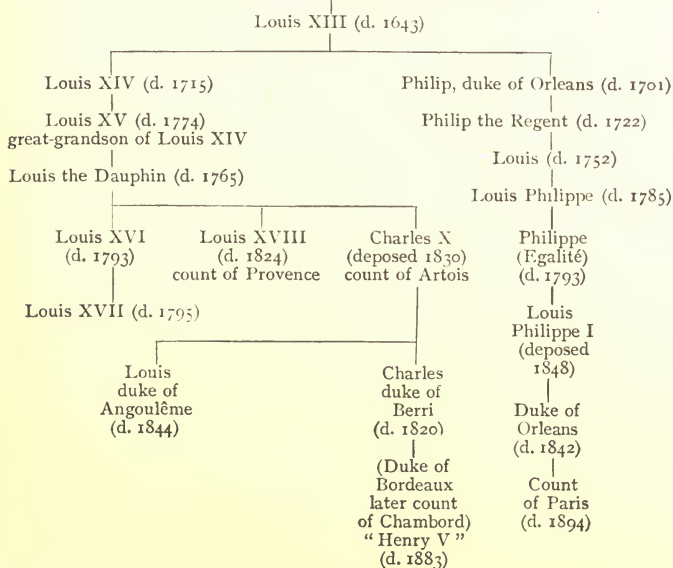 Louis XIII (d. 1643)
Louis XIV (d. 1715)
Philip, duke of Orleans (d. 1701)
Louis XV (d. 1774)
great-grandson of Louis XIV
Philip the Regent (d. 1722)
Louis (d. 1752)
Louis the Dauphin (d. 1765)
Louis Philippe (d. 1785)
Louis XVI
(d. 1793)
Louis XVIII
(d. 1824)
count of Provence
Charles X
(deposed 1830)
count of Artois
Philippe
(Egalité)
(d. 1793)
Louis XVII (d. 1795)
Louis
Philippe I
(deposed
1848)
Louis
duke of
Angoulême
(d. 1844)
Charles
duke of
Berri
(d. 1820)
Duke of
Orleans
(d. 1842)
(Duke of
Bordeaux
later count
of Chambord)
“ Henry V ”
(d. 1883)
Count
of Paris
(d. 1894)